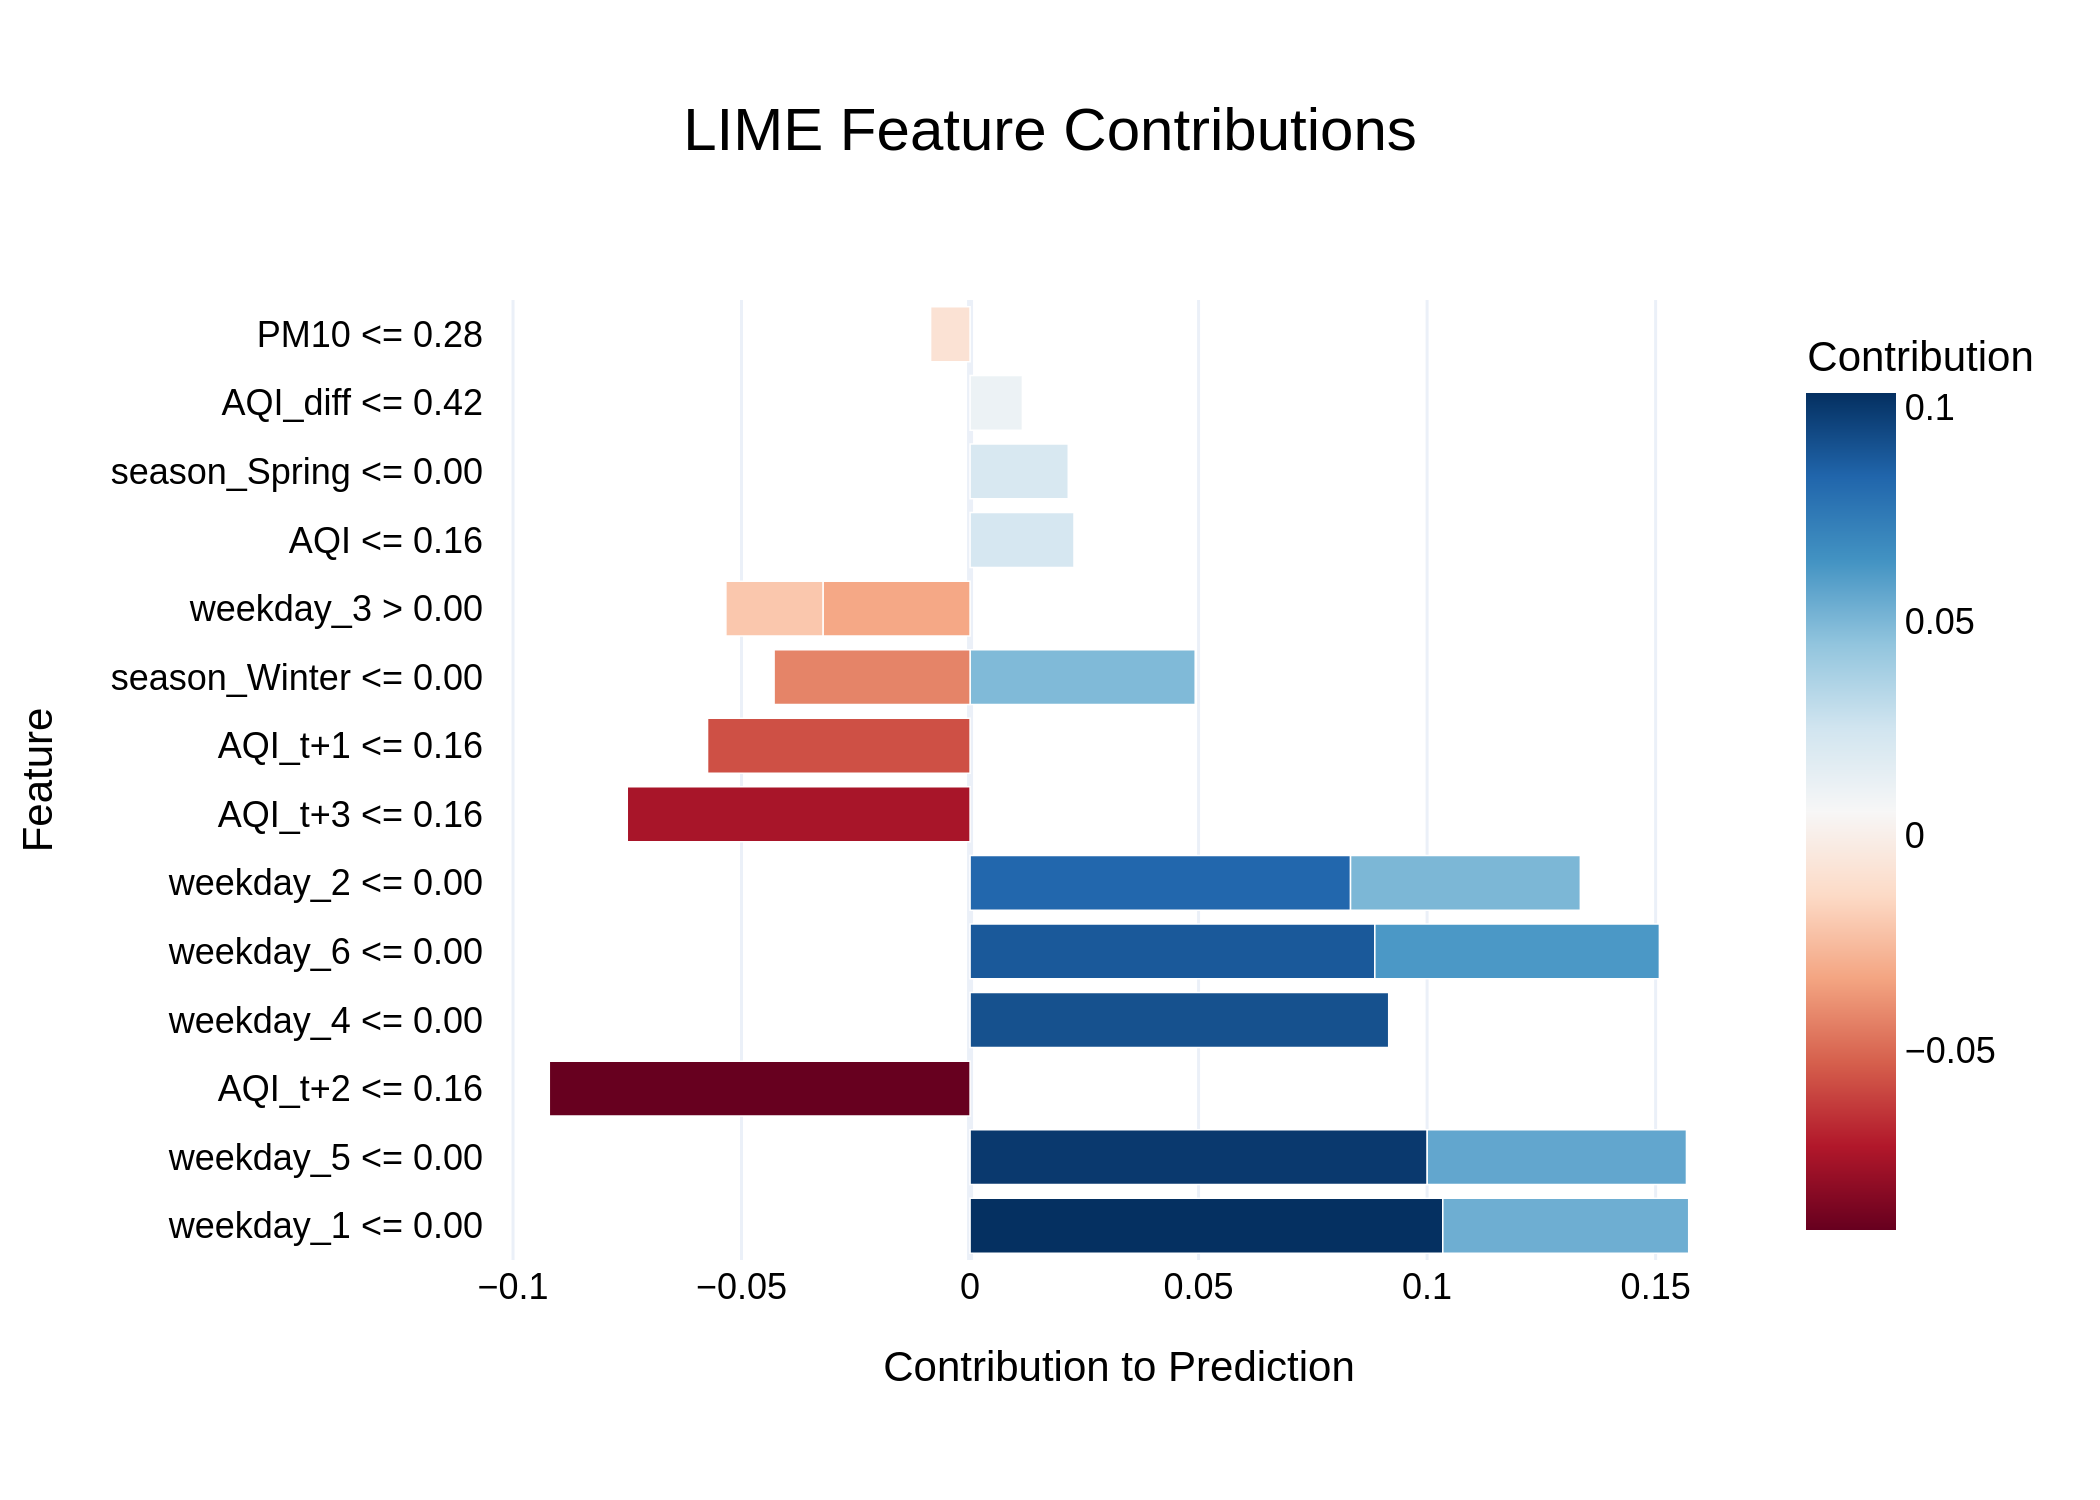 LIME Feature Contributions
Feature
PM10 <= 0.28
AQI_diff <= 0.42
season_Spring <= 0.00
AQI <= 0.16
weekday_3 > 0.00
season_Winter <= 0.00
AQI_t+1 <= 0.16
AQI_t+3 <= 0.16
weekday_2 <= 0.00
weekday_6 <= 0.00
weekday_4 <= 0.00
AQI_t+2 <= 0.16
weekday_5 <= 0.00
weekday_1 <= 0.00
−0.1 −0.05 0 0.05 0.1 0.15
Contribution to Prediction
Contribution
0.1
0.05
0
−0.05